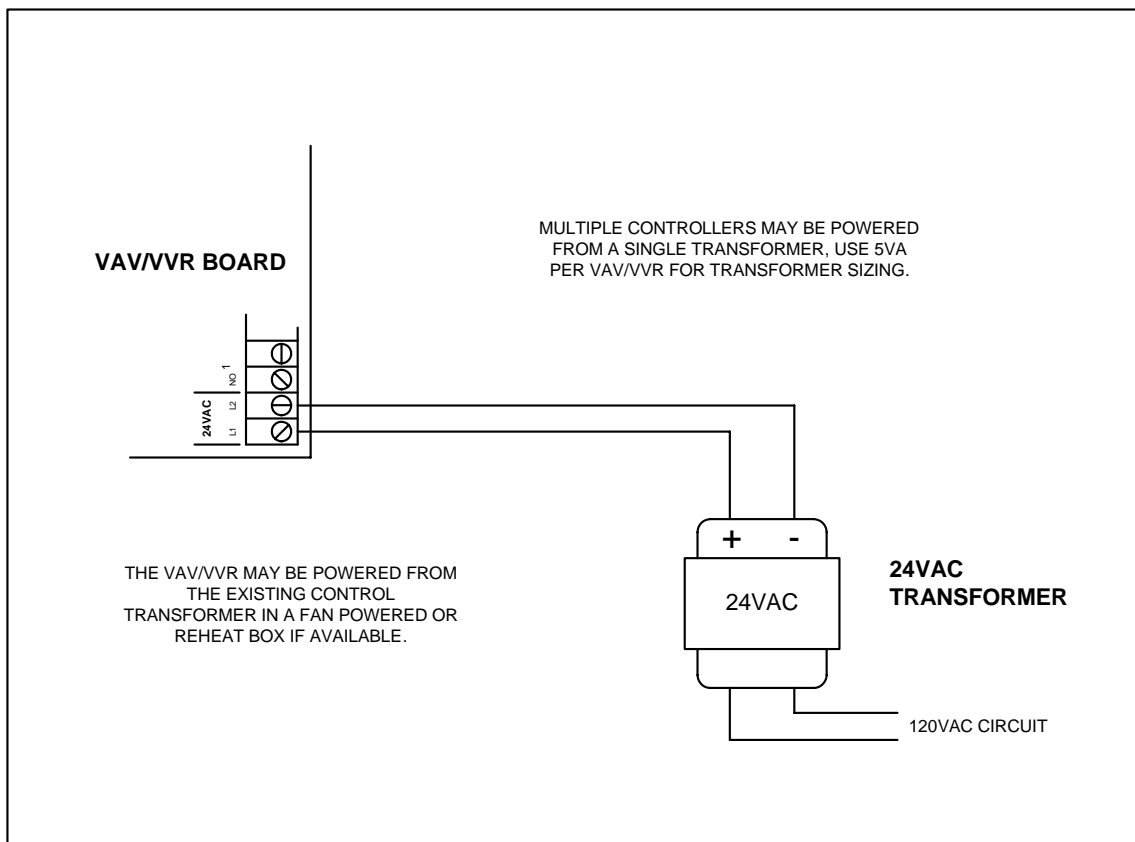 MULTIPLE CONTROLLERS MAY BE POWERED
FROM A SINGLE TRANSFORMER, USE 5VA
PER VAV/VVR FOR TRANSFORMER SIZING.
VAV/VVR BOARD
1
NO
24VAC
L2
L1
THE VAV/VVR MAY BE POWERED FROM
THE EXISTING CONTROL
TRANSFORMER IN A FAN POWERED OR
REHEAT BOX IF AVAILABLE.
+ -
24VAC
24VAC
TRANSFORMER
120VAC CIRCUIT